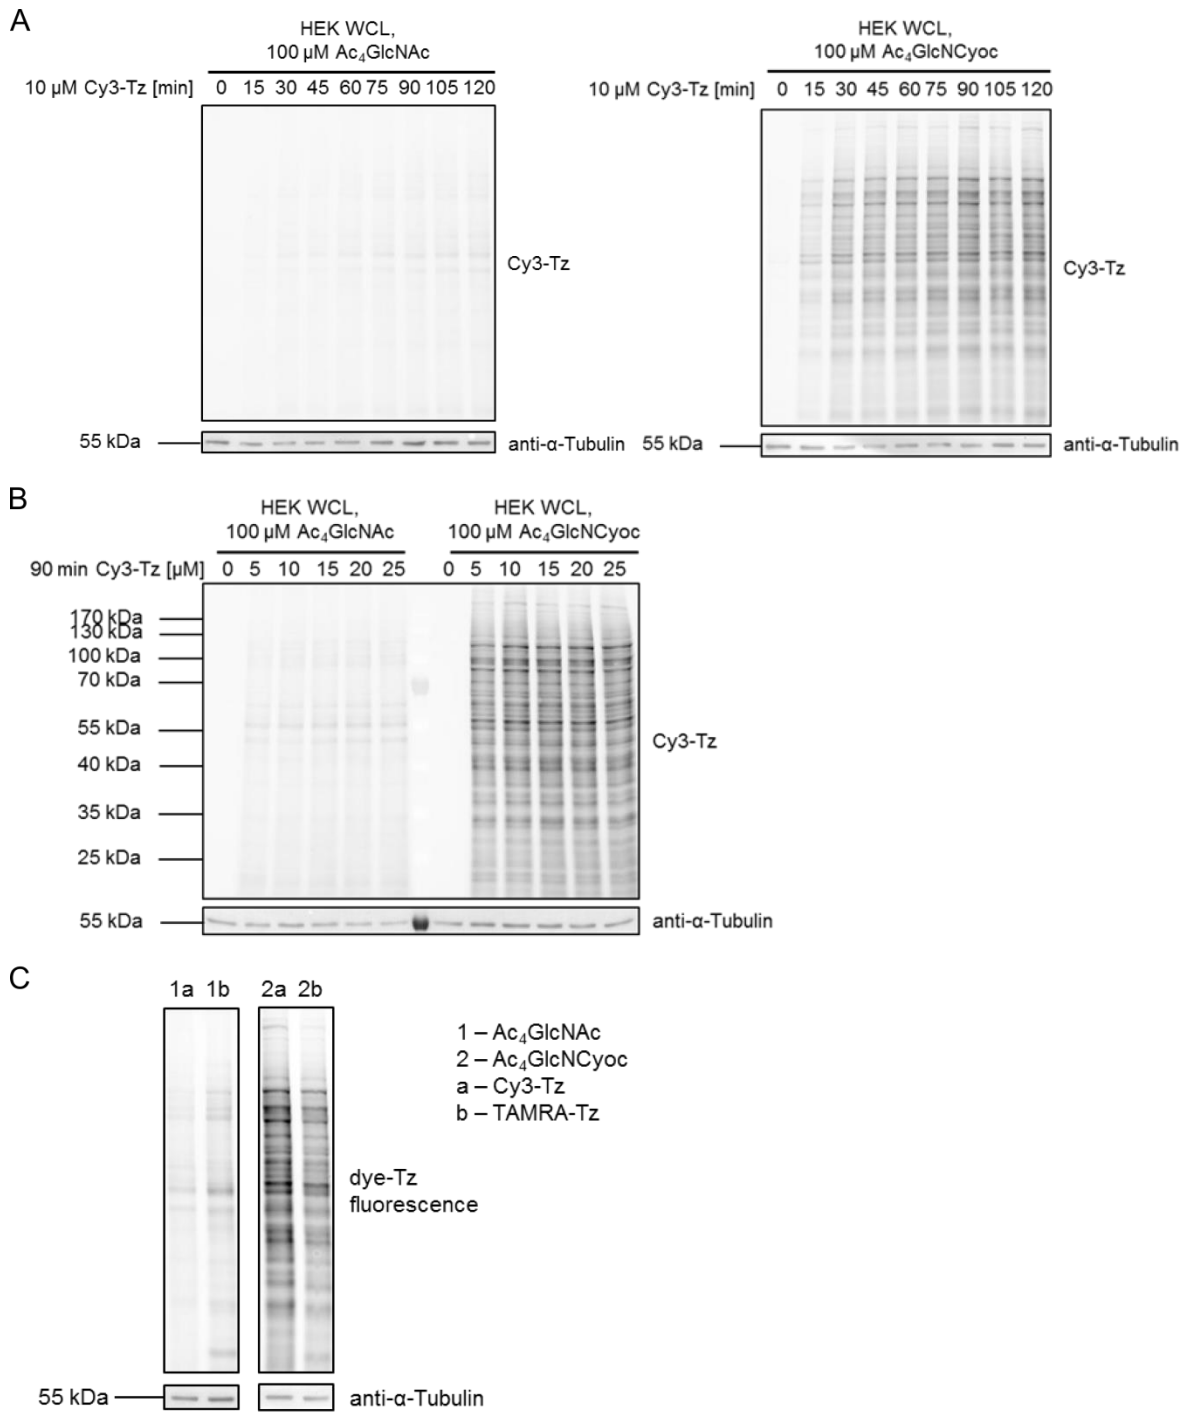 A
HEK WCL,
100 µM Ac₄GlcNAc
10 µM Cy3-Tz [min] 0 15 30 45 60 75 90 105 120
Cy3-Tz
55 kDa
anti-α-Tubulin
HEK WCL,
100 µM Ac₄GlcNCyoc
10 µM Cy3-Tz [min] 0 15 30 45 60 75 90 105 120
Cy3-Tz
55 kDa
anti-α-Tubulin
B
HEK WCL,
100 µM Ac₄GlcNAc
HEK WCL,
100 µM Ac₄GlcNCyoc
90 min Cy3-Tz [µM] 0 5 10 15 20 25 0 5 10 15 20 25
170 kDa
130 kDa
100 kDa
70 kDa
55 kDa
40 kDa
35 kDa
25 kDa
Cy3-Tz
55 kDa
anti-α-Tubulin
C
1a 1b 2a 2b
1 – Ac₄GlcNAc
2 – Ac₄GlcNCyoc
a – Cy3-Tz
b – TAMRA-Tz
dye-Tz
fluorescence
55 kDa
anti-α-Tubulin